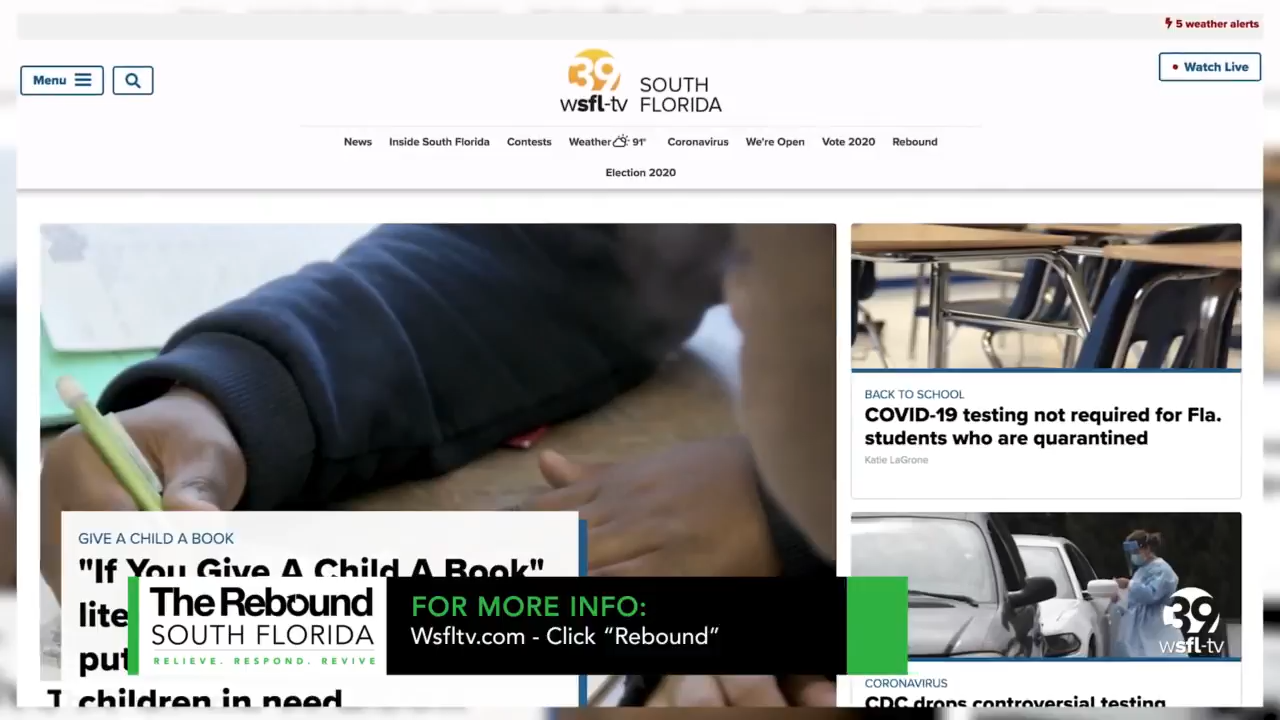 5 weather alerts
Menu
39
wsfl-tv
SOUTH
FLORIDA
Watch Live
News Inside South Florida Contests Weather 91° Coronavirus We're Open Vote 2020 Rebound
Election 2020
BACK TO SCHOOL
COVID-19 testing not required for Fla.
students who are quarantined
Katie LaGrone
GIVE A CHILD A BOOK
"If You Give A Child A Book"
lite
put
children in need
The Rebound
SOUTH FLORIDA
RELIEVE. RESPOND. REVIVE
FOR MORE INFO:
Wsfltv.com - Click “Rebound”
39
wsfl-tv
CORONAVIRUS
CDC drops controversial testing